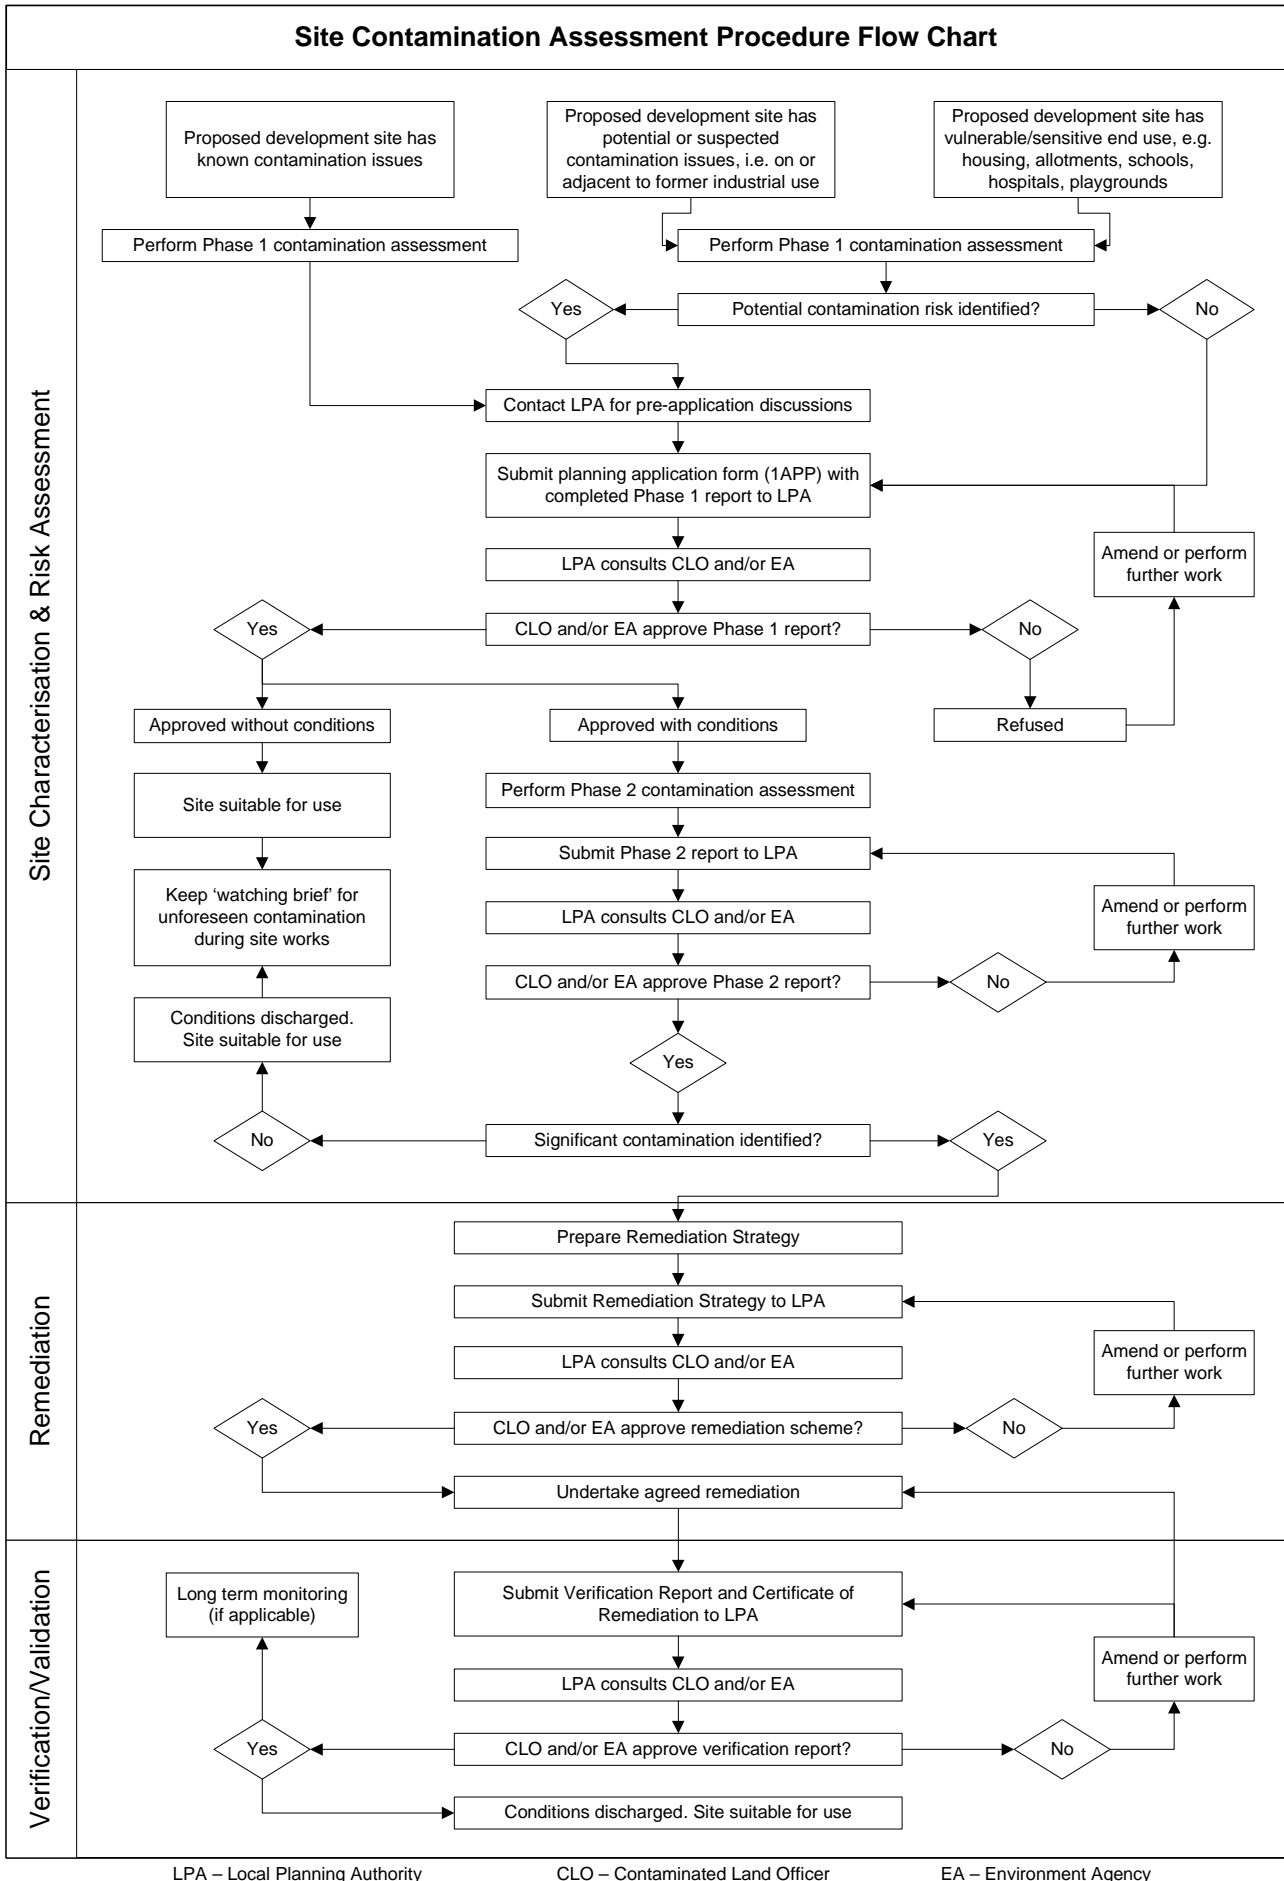 Site Contamination Assessment Procedure Flow Chart
Site Characterisation & Risk Assessment
Proposed development site has
known contamination issues
Proposed development site has
potential or suspected
contamination issues, i.e. on or
adjacent to former industrial use
Proposed development site has
vulnerable/sensitive end use, e.g.
housing, allotments, schools,
hospitals, playgrounds
Perform Phase 1 contamination assessment
Perform Phase 1 contamination assessment
Yes
Potential contamination risk identified?
No
Contact LPA for pre-application discussions
Submit planning application form (1APP) with
completed Phase 1 report to LPA
LPA consults CLO and/or EA
Amend or perform
further work
Yes
CLO and/or EA approve Phase 1 report?
No
Approved without conditions
Approved with conditions
Refused
Site suitable for use
Perform Phase 2 contamination assessment
Submit Phase 2 report to LPA
Keep ‘watching brief’ for
unforeseen contamination
during site works
LPA consults CLO and/or EA
Amend or perform
further work
CLO and/or EA approve Phase 2 report?
No
Conditions discharged.
Site suitable for use
Yes
No
Significant contamination identified?
Yes
Remediation
Prepare Remediation Strategy
Submit Remediation Strategy to LPA
LPA consults CLO and/or EA
Amend or perform
further work
Yes
CLO and/or EA approve remediation scheme?
No
Undertake agreed remediation
Verification/Validation
Long term monitoring
(if applicable)
Submit Verification Report and Certificate of
Remediation to LPA
LPA consults CLO and/or EA
Amend or perform
further work
Yes
CLO and/or EA approve verification report?
No
Conditions discharged. Site suitable for use
LPA – Local Planning Authority
CLO – Contaminated Land Officer
EA – Environment Agency